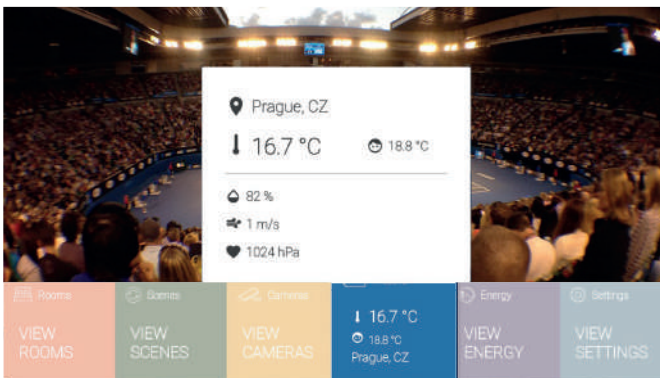 Prague, CZ
16.7 °C
18.8 °C
82 %
1 m/s
1024 hPa
Rooms
VIEW
ROOMS
Scenes
VIEW
SCENES
Cameras
VIEW
CAMERAS
16.7 °C
18.8 °C
Prague, CZ
Energy
VIEW
ENERGY
Settings
VIEW
SETTINGS